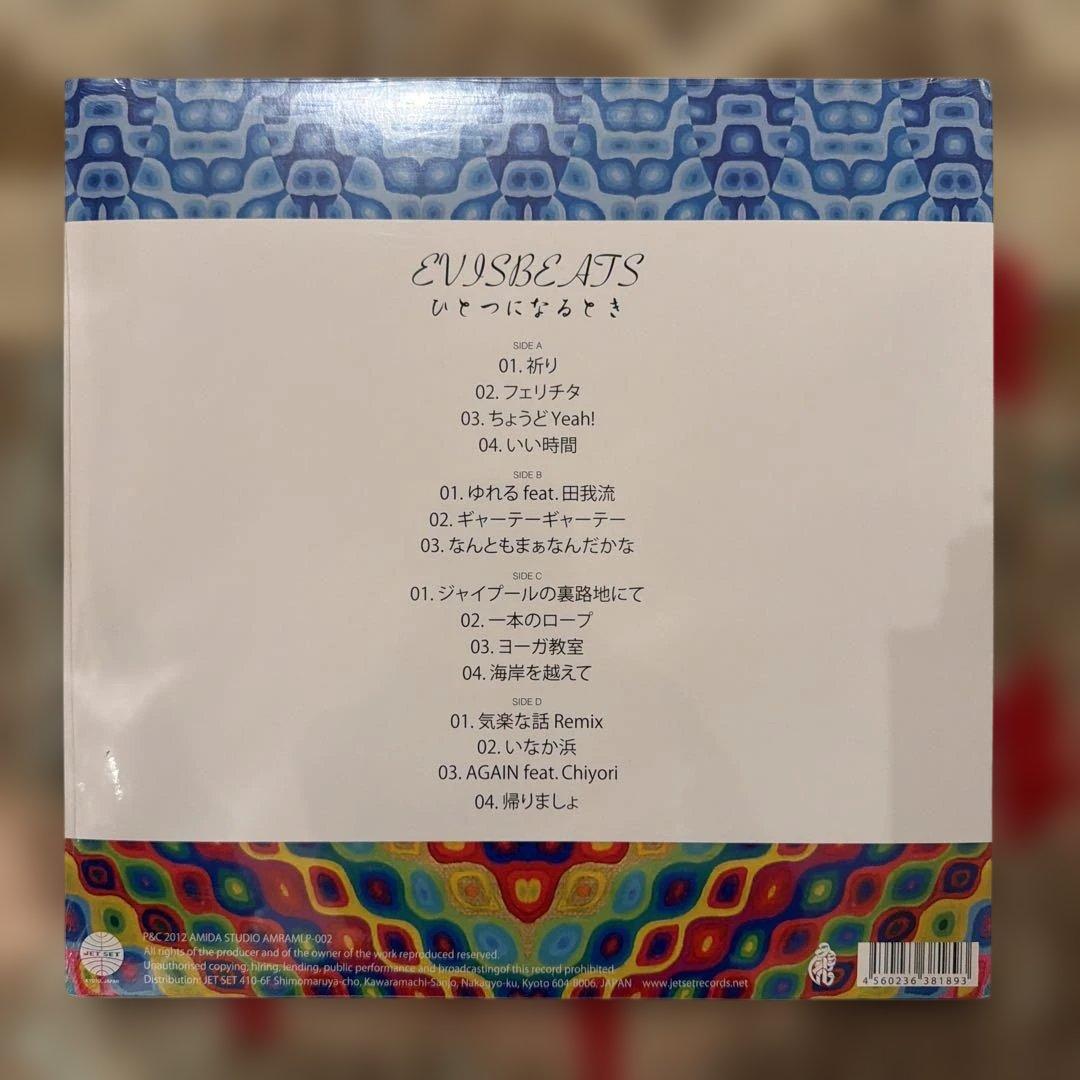 EVISBEATS
ひとつになるとき
SIDE A
01. 祈り
02. フェリチタ
03. ちょうどYeah!
04. いい時間
SIDE B
01. ゆれる feat. 田我流
02. ギャーテーギャーテー
03. なんともまぁなんだかな
SIDE C
01. ジャイプールの裏路地にて
02. 一本のロープ
03. ヨーガ教室
04. 海岸を越えて
SIDE D
01. 気楽な話 Remix
02. いなか浜
03. AGAIN feat. Chiyori
04. 帰りましょ
P&C 2012 AMIDA STUDIO AMRAMLP-002
All rights of the producer and of the owner of the work reproduced reserved.
Unauthorised copying, hiring, lending, public performance and broadcastingof this record prohibited
Distribution: JET SET 410-6F Shimomaruya-cho, Kawaramachi-Sanjo, Nakagyo-ku, Kyoto 604-8006, JAPAN www.jetsetrecords.net
JET SET
KYOTO, JAPAN
4 560236 381893